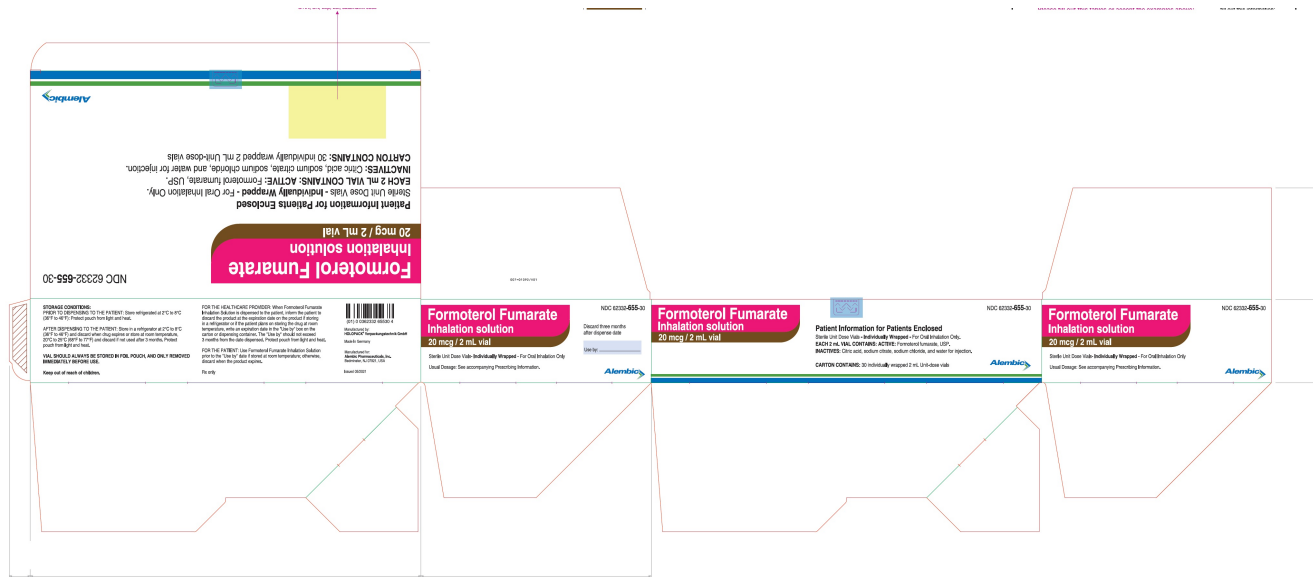 Alembic
NDC 62332-655-30
Formoterol Fumarate
Inhalation solution
20 mcg / 2 mL vial
Patient Information for Patients Enclosed
Sterile Unit Dose Vials - Individually Wrapped - For Oral Inhalation Only.
EACH 2 mL VIAL CONTAINS: ACTIVE: Formoterol fumarate, USP.
INACTIVES: Citric acid, sodium citrate, sodium chloride, and water for injection.
CARTON CONTAINS: 30 individually wrapped 2 mL Unit-dose vials
STORAGE CONDITIONS:
PRIOR TO DISPENSING TO THE PATIENT: Store refrigerated at 2°C to 8°C
(36°F to 46°F). Protect pouch from light and heat.
AFTER DISPENSING TO THE PATIENT: Store in a refrigerator at 2°C to 8°C
(36°F to 46°F) and discard when drug expires or store at room temperature,
20°C to 25°C (68°F to 77°F) and discard if not used after 3 months. Protect
pouch from light and heat.
VIAL SHOULD ALWAYS BE STORED IN FOIL POUCH, AND ONLY REMOVED
IMMEDIATELY BEFORE USE.
Keep out of reach of children.
FOR THE HEALTHCARE PROVIDER: When Formoterol Fumarate
Inhalation Solution is dispensed to the patient, inform the patient to
discard the product at the expiration date on the product if storing
in a refrigerator or if the patient plans on storing the drug at room
temperature, write an expiration date in the "Use by" box on the
carton or dispensing container. The "Use by" should not exceed
3 months from the date dispensed. Protect pouch from light and heat.
FOR THE PATIENT: Use Formoterol Fumarate Inhalation Solution
prior to the "Use by" date if stored at room temperature; otherwise,
discard when the product expires.
Rx only
Manufactured by:
HOLOPACK Verpackungstechnik GmbH
Made in Germany
Manufactured for:
Alembic Pharmaceuticals, Inc.
Bedminster, NJ 07921, USA
Formoterol Fumarate
Inhalation solution
20 mcg / 2 mL vial
Sterile Unit Dose Vials- Individually Wrapped - For Oral Inhalation Only
Usual Dosage: See accompanying Prescribing Information.
NDC 62332-655-30
Discard three months
after dispense date
Use by:
Alembic
Formoterol Fumarate
Inhalation solution
20 mcg / 2 mL vial
NDC 62332-655-30
Patient Information for Patients Enclosed
Sterile Unit Dose Vials - Individually Wrapped - For Oral Inhalation Only.
EACH 2 mL VIAL CONTAINS: ACTIVE: Formoterol fumarate, USP.
INACTIVES: Citric acid, sodium citrate, sodium chloride, and water for injection.
CARTON CONTAINS: 30 individually wrapped 2 mL Unit-dose vials
Alembic
NDC 62332-655-30
Formoterol Fumarate
Inhalation solution
20 mcg / 2 mL vial
Sterile Unit Dose Vials- Individually Wrapped - For Oral Inhalation Only
Usual Dosage: See accompanying Prescribing Information.
Alembic